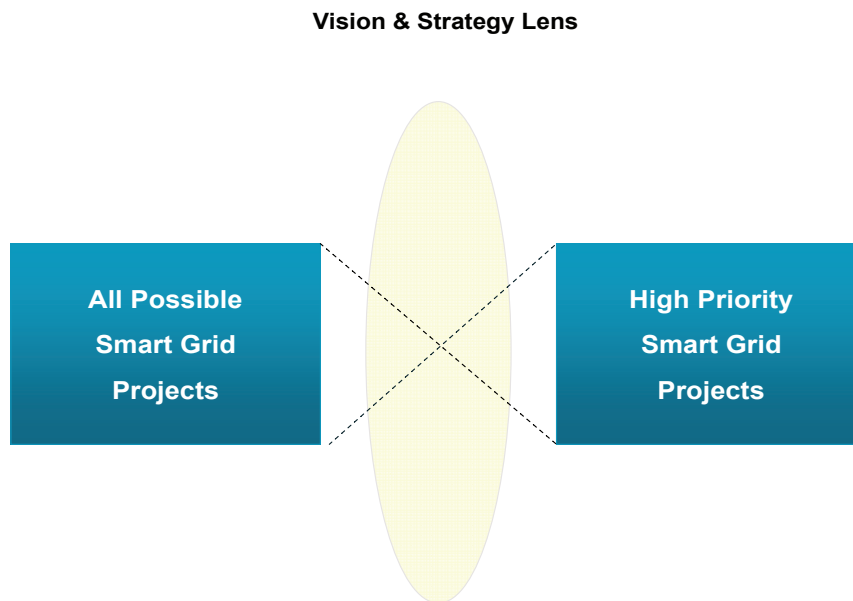 Vision & Strategy Lens
All Possible
Smart Grid
Projects
High Priority
Smart Grid
Projects